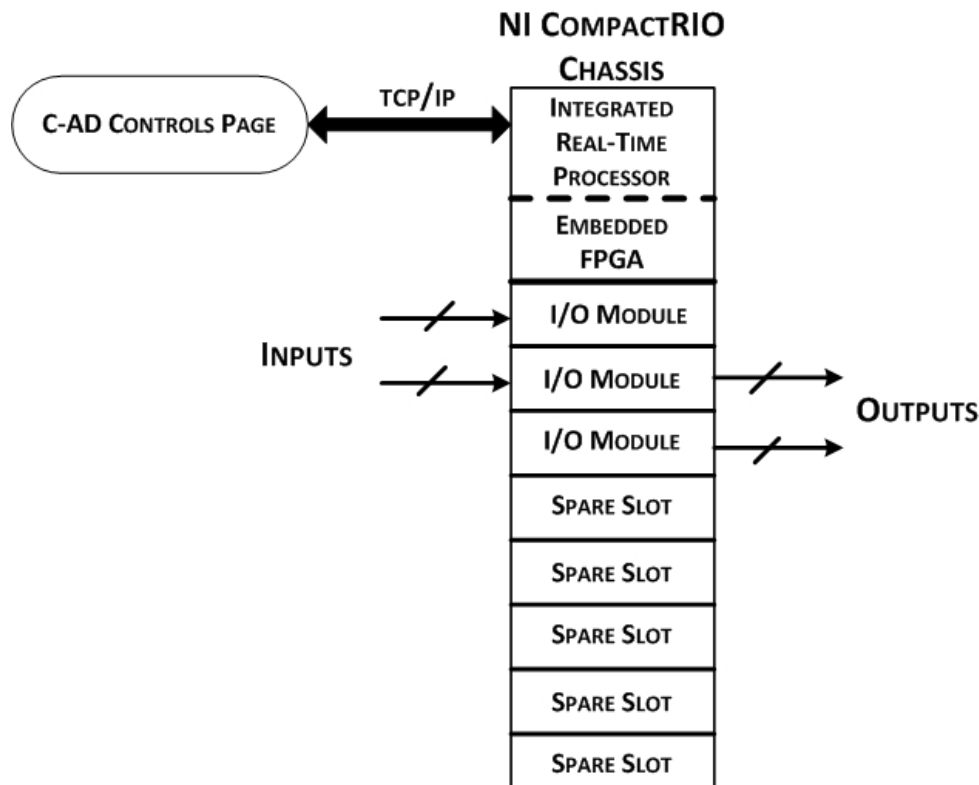 NI COMPACTRIO
CHASSIS
TCP/IP
C-AD CONTROLS PAGE
INTEGRATED
REAL-TIME
PROCESSOR
EMBEDDED
FPGA
I/O MODULE
INPUTS
I/O MODULE
OUTPUTS
I/O MODULE
SPARE SLOT
SPARE SLOT
SPARE SLOT
SPARE SLOT
SPARE SLOT